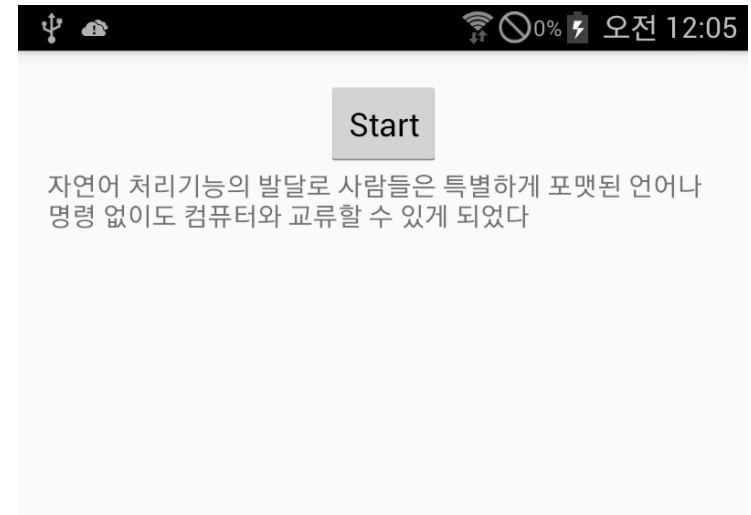 0% 오전 12:05
Start
자연어 처리기능의 발달로 사람들은 특별하게 포맷된 언어나
명령 없이도 컴퓨터와 교류할 수 있게 되었다